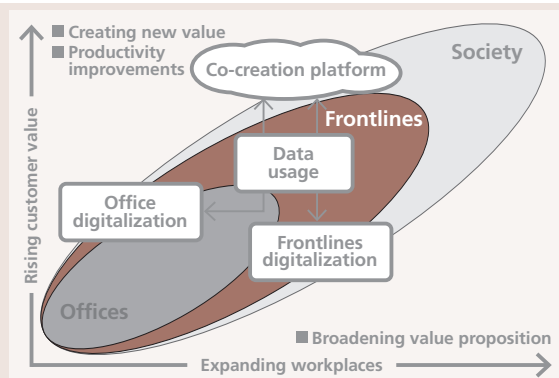 ■ Creating new value
■ Productivity
improvements
Co-creation platform
Society
Frontlines
Data
usage
Office
digitalization
Frontlines
digitalization
Offices
Rising customer value
■ Broadening value proposition
Expanding workplaces